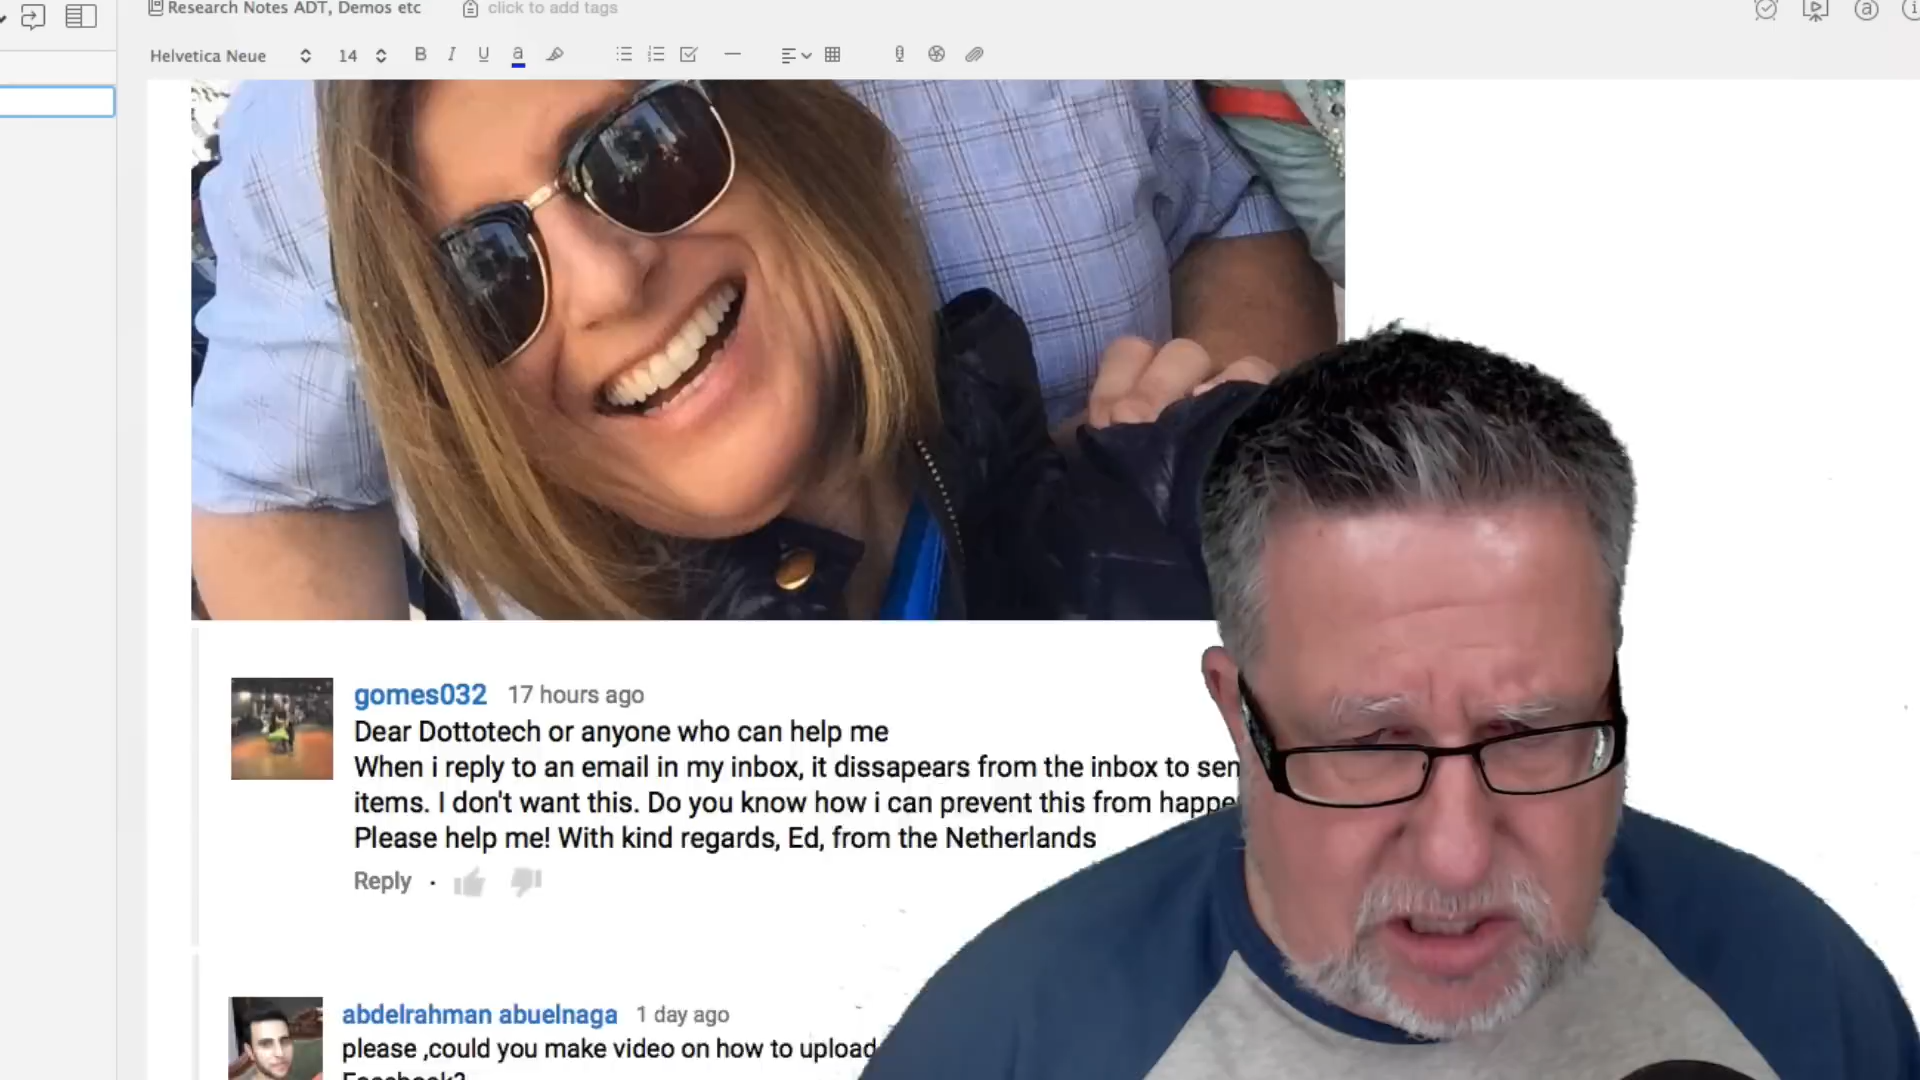 Research Notes ADT, Demos etc click to add tags
Helvetica Neue 14 B I U a
gomes032 17 hours ago
Dear Dottotech or anyone who can help me
When i reply to an email in my inbox, it dissapears from the inbox to sen
items. I don't want this. Do you know how i can prevent this from happe
Please help me! With kind regards, Ed, from the Netherlands
Reply
abdelrahman abuelnaga 1 day ago
please ,could you make video on how to upload
Facebook?